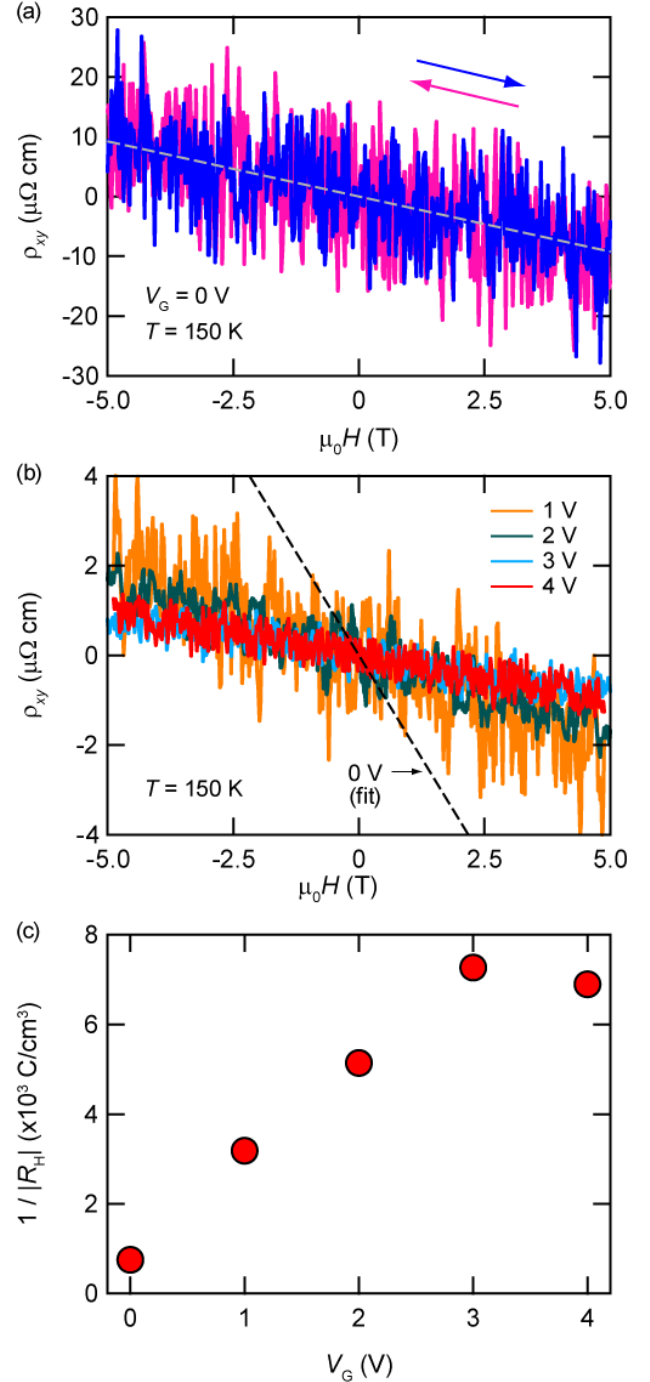 (a)
30
20
10
0
-10
-20
-30
ρxy (μΩ cm)
VG = 0 V
T = 150 K
-5.0 -2.5 0 2.5 5.0
μ0H (T)
(b)
4
2
0
-2
-4
ρxy (μΩ cm)
1 V
2 V
3 V
4 V
0 V
(fit)
T = 150 K
-5.0 -2.5 0 2.5 5.0
μ0H (T)
(c)
8
6
4
2
0
1 / |RH| (x10³ C/cm³)
0 1 2 3 4
VG (V)